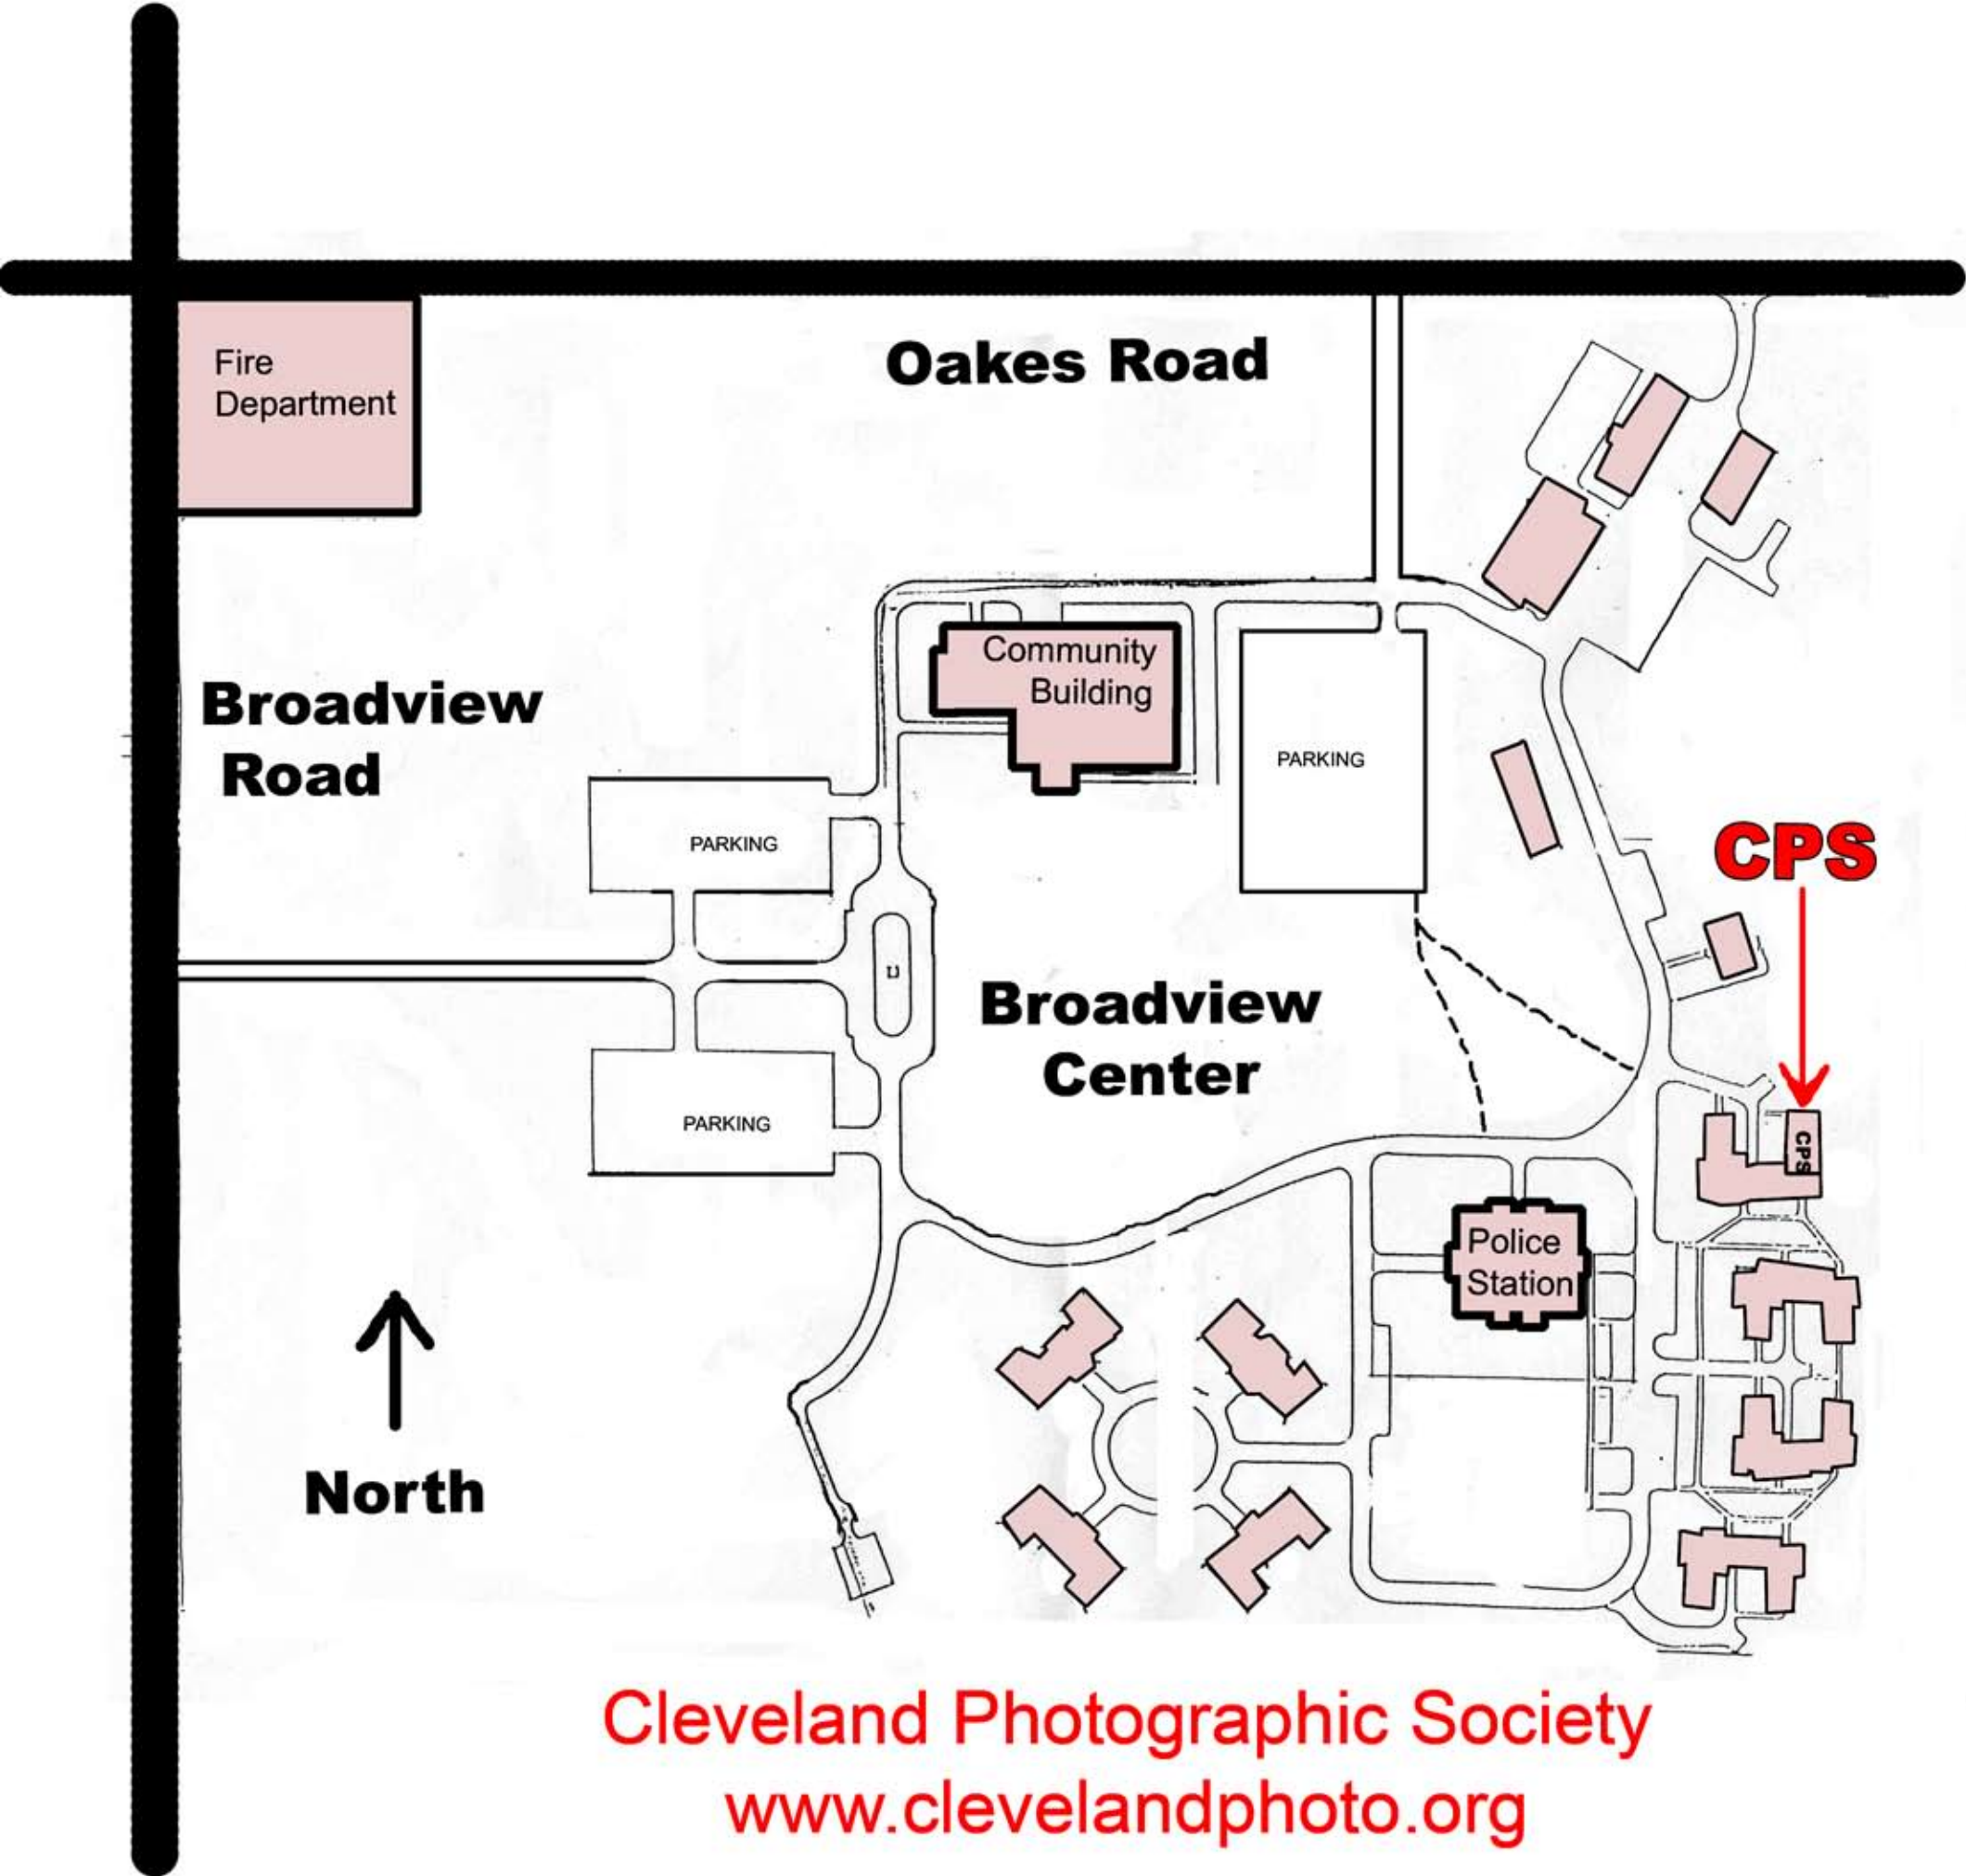 Fire
Department
Oakes Road
Community
Building
Broadview
Road
PARKING
PARKING
CPS
Broadview
Center
PARKING
CPS
Police
Station
North
Cleveland Photographic Society
www.clevelandphoto.org